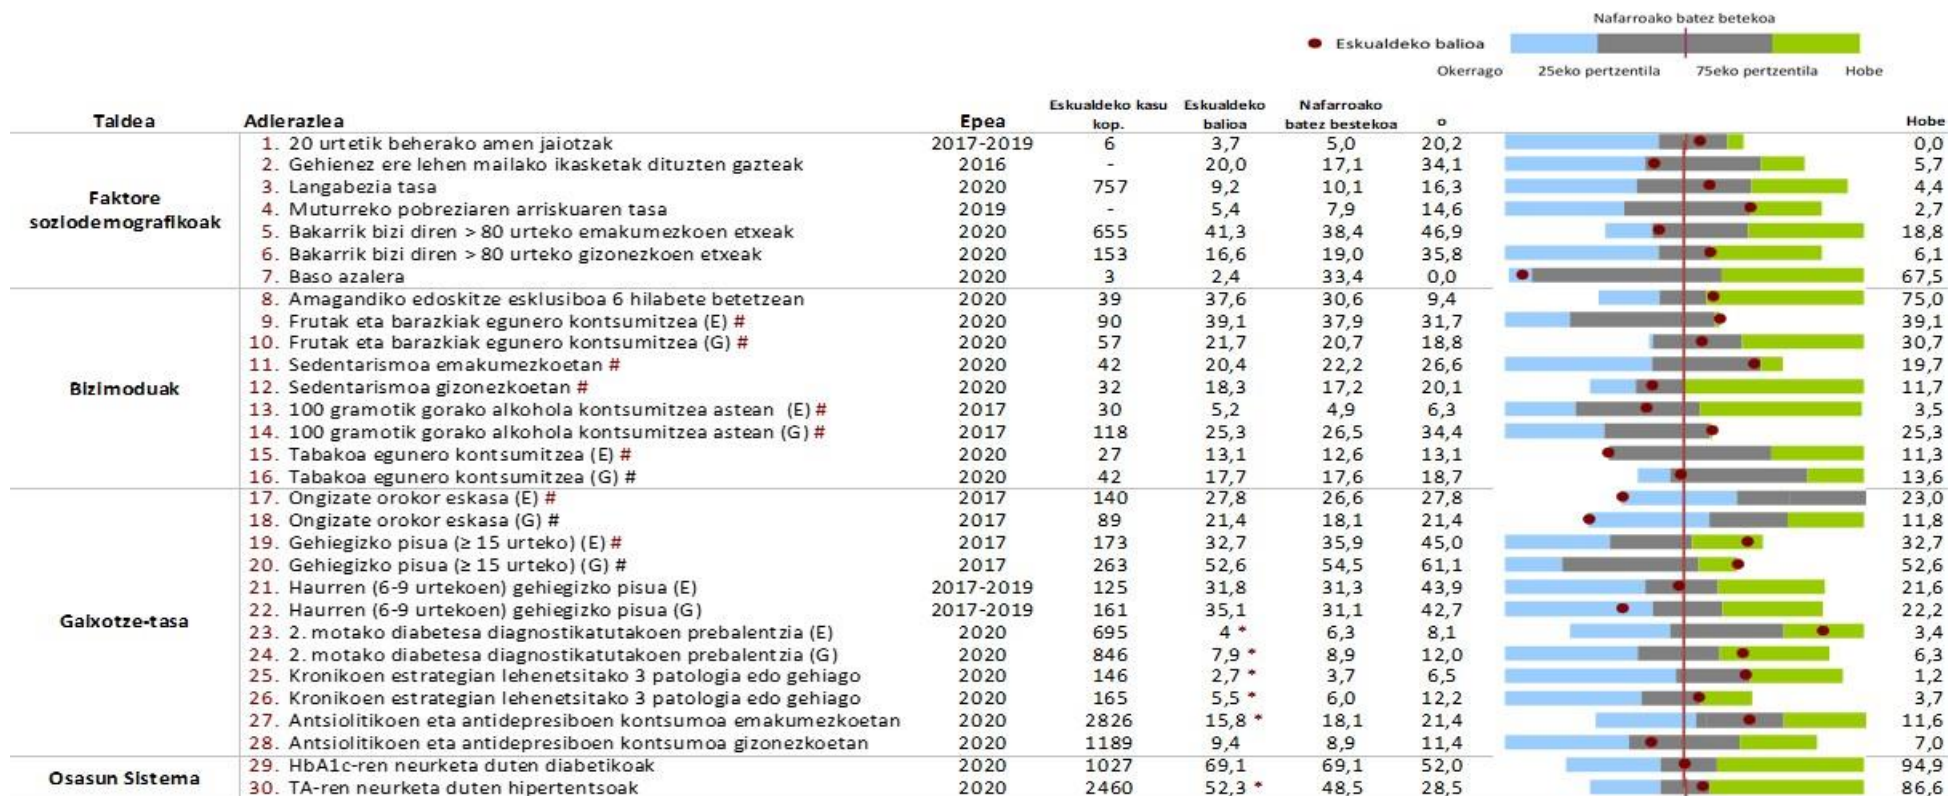 Nafarroako batez betekoa
Eskualdeko balioa
Okerrago 25eko pertzentila 75eko pertzentila Hobe
Taldea Adierazlea Epea Eskualdeko kasu kop. Eskualdeko balioa Nafarroako batez bestekoa o Hobe
Faktore soziodemografikoak
1. 20 urtetik beherako amen jaiotzak 2017-2019 6 3,7 5,0 20,2 0,0
2. Gehienez ere lehen mailako ikasketak dituzten gazteak 2016 - 20,0 17,1 34,1 5,7
3. Langabezia tasa 2020 757 9,2 10,1 16,3 4,4
4. Muturreko pobreziaren arriskuaren tasa 2019 - 5,4 7,9 14,6 2,7
5. Bakarrik bizi diren > 80 urteko emakumezkoen etxeak 2020 655 41,3 38,4 46,9 18,8
6. Bakarrik bizi diren > 80 urteko gizonezkoen etxeak 2020 153 16,6 19,0 35,8 6,1
7. Baso azalera 2020 3 2,4 33,4 0,0 67,5
Bizimoduak
8. Amagandiko edoskitze esklusiboa 6 hilabete betetzean 2020 39 37,6 30,6 9,4 75,0
9. Frutak eta barazkiak egunero kontsumitzea (E) # 2020 90 39,1 37,9 31,7 39,1
10. Frutak eta barazkiak egunero kontsumitzea (G) # 2020 57 21,7 20,7 18,8 30,7
11. Sedentarismoa emakumezkoetan # 2020 42 20,4 22,2 26,6 19,7
12. Sedentarismoa gizonezkoetan # 2020 32 18,3 17,2 20,1 11,7
13. 100 gramotik gorako alkohola kontsumitzea astean (E) # 2017 30 5,2 4,9 6,3 3,5
14. 100 gramotik gorako alkohola kontsumitzea astean (G) # 2017 118 25,3 26,5 34,4 25,3
15. Tabakoa egunero kontsumitzea (E) # 2020 27 13,1 12,6 13,1 11,3
16. Tabakoa egunero kontsumitzea (G) # 2020 42 17,7 17,6 18,7 13,6
Gaixotze-tasa
17. Ongizate orokor eskasa (E) # 2017 140 27,8 26,6 27,8 23,0
18. Ongizate orokor eskasa (G) # 2017 89 21,4 18,1 21,4 11,8
19. Gehiegizko pisua (≥ 15 urteko) (E) # 2017 173 32,7 35,9 45,0 32,7
20. Gehiegizko pisua (≥ 15 urteko) (G) # 2017 263 52,6 54,5 61,1 52,6
21. Haurren (6-9 urtekoen) gehiegizko pisua (E) 2017-2019 125 31,8 31,3 43,9 21,6
22. Haurren (6-9 urtekoen) gehiegizko pisua (G) 2017-2019 161 35,1 31,1 42,7 22,2
23. 2. motako diabetesa diagnostikatutakoen prebalentzia (E) 2020 695 4 * 6,3 8,1 3,4
24. 2. motako diabetesa diagnostikatutakoen prebalentzia (G) 2020 846 7,9 * 8,9 12,0 6,3
25. Kronikoen estrategian lehenetsitako 3 patologia edo gehiago 2020 146 2,7 * 3,7 6,5 1,2
26. Kronikoen estrategian lehenetsitako 3 patologia edo gehiago 2020 165 5,5 * 6,0 12,2 3,7
27. Antsiolitikoen eta antidepresiboen kontsumoa emakumezkoetan 2020 2826 15,8 * 18,1 21,4 11,6
28. Antsiolitikoen eta antidepresiboen kontsumoa gizonezkoetan 2020 1189 9,4 8,9 11,4 7,0
Osasun Sistema
29. HbA1c-ren neurketa duten diabetikoak 2020 1027 69,1 69,1 52,0 94,9
30. TA-ren neurketa duten hipertentsoak 2020 2460 52,3 * 48,5 28,5 86,6